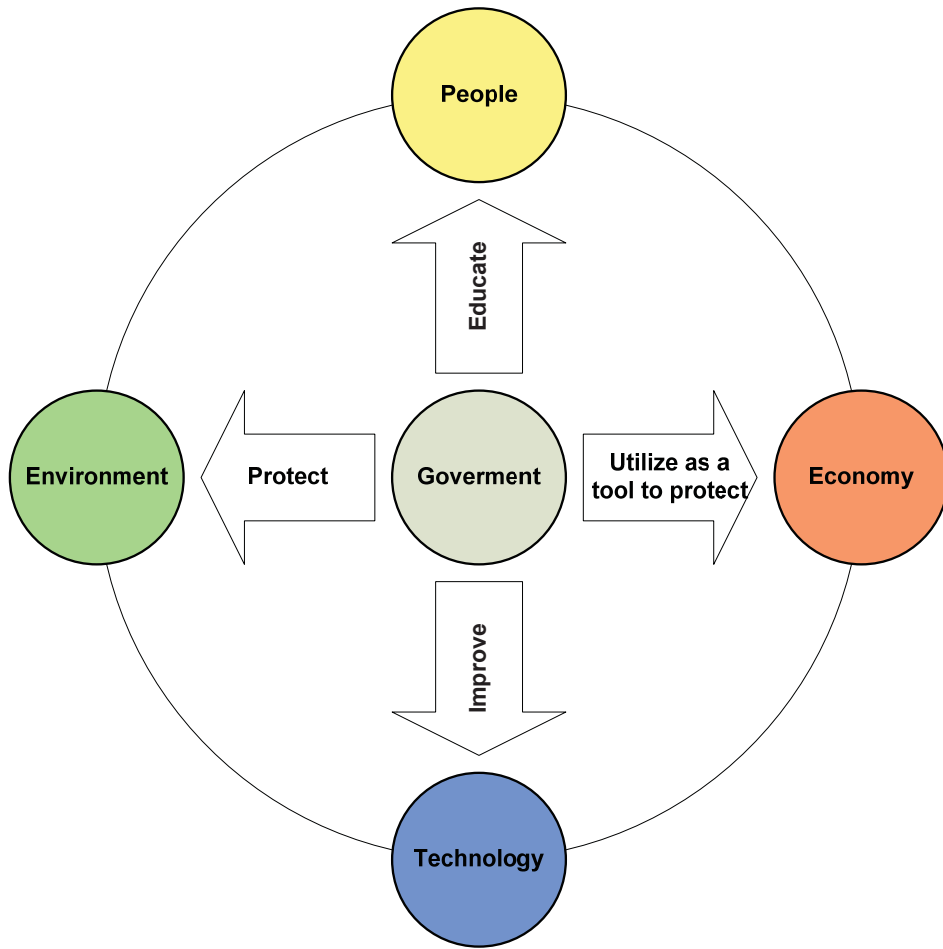 People
Educate
Environment
Protect
Goverment
Utilize as a
tool to protect
Economy
Improve
Technology